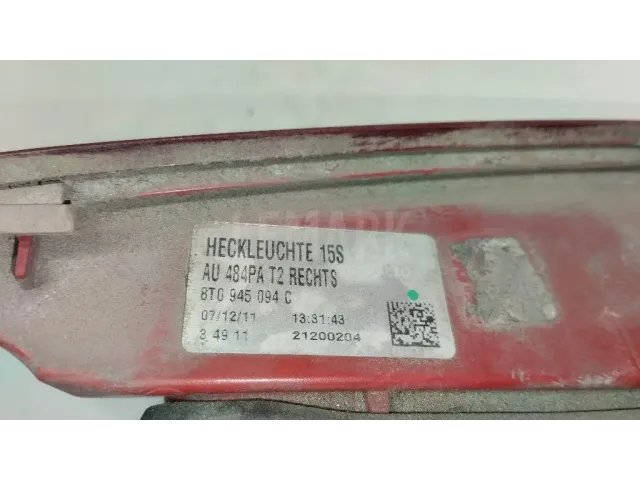 HECKLEUCHTE 15S
AU 484PA T2 RECHTS
8T0 945 094 C
07/12/11 13:31:43
3 49 11 21200204